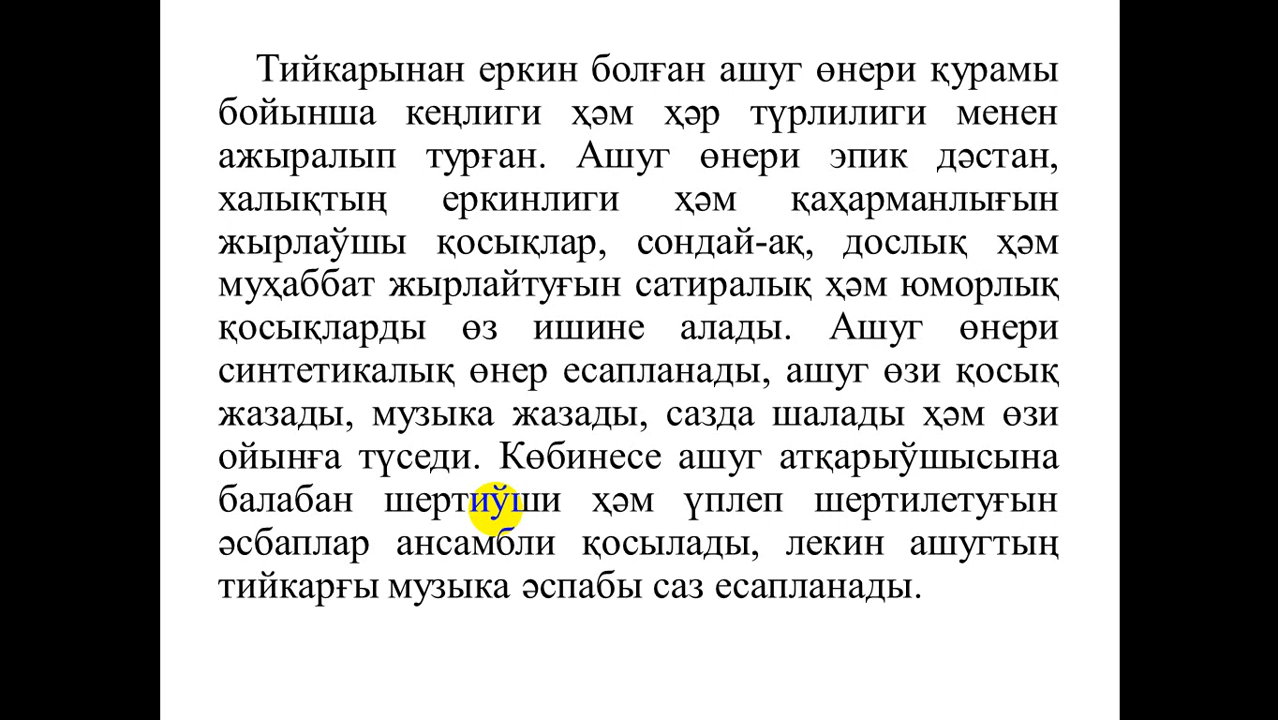 Тийкарынан еркин болған ашуг өнери қурамы
бойынша кеңлиги ҳәм ҳәр түрлилиги менен
ажыралып турған. Ашуг өнери эпик дәстан,
халықтың еркинлиги ҳәм қаҳарманлығын
жырлаўшы қосықлар, сондай-ақ, дослық ҳәм
муҳаббат жырлайтуғын сатиралық ҳәм юморлық
қосықларды өз ишине алады. Ашуг өнери
синтетикалық өнер есапланады, ашуг өзи қосық
жазады, музыка жазады, сазда шалады ҳәм өзи
ойынға түседи. Көбинесе ашуг атқарыўшысына
балабан шертиўши ҳәм үплеп шертилетуғын
әсбаплар ансамбли қосылады, лекин ашугтың
тийкарғы музыка әспабы саз есапланады.